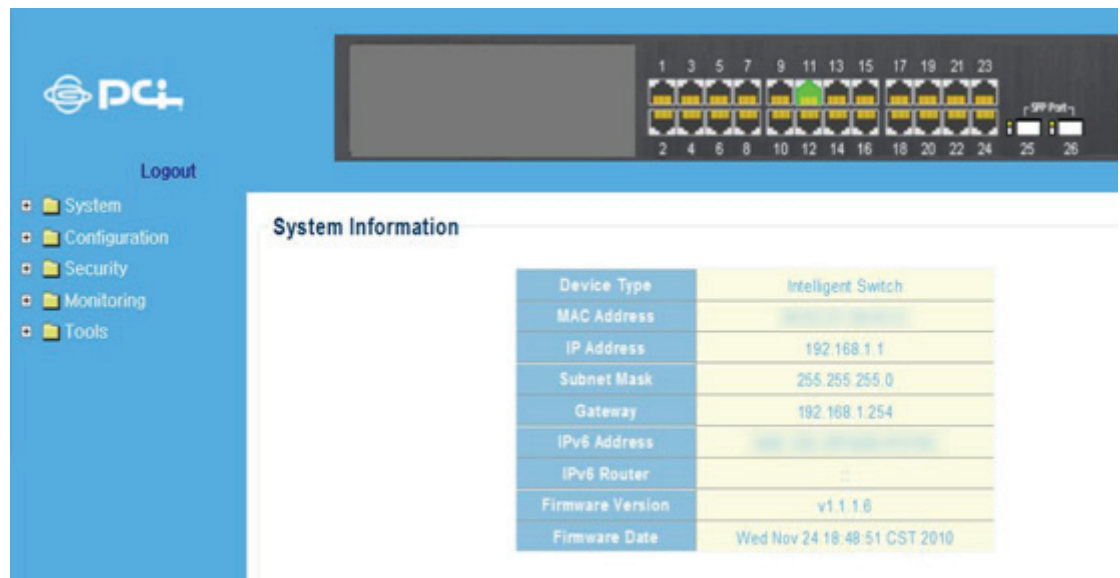 PCi
1 3 5 7 9 11 13 15 17 19 21 23
SFP Port
2 4 6 8 10 12 14 16 18 20 22 24 25 26
Logout
System
Configuration
Security
Monitoring
Tools
System Information
Device Type Intelligent Switch
MAC Address
IP Address 192.168.1.1
Subnet Mask 255.255.255.0
Gateway 192.168.1.254
IPv6 Address
IPv6 Router ::
Firmware Version v1.1.1.6
Firmware Date Wed Nov 24 18:48:51 CST 2010